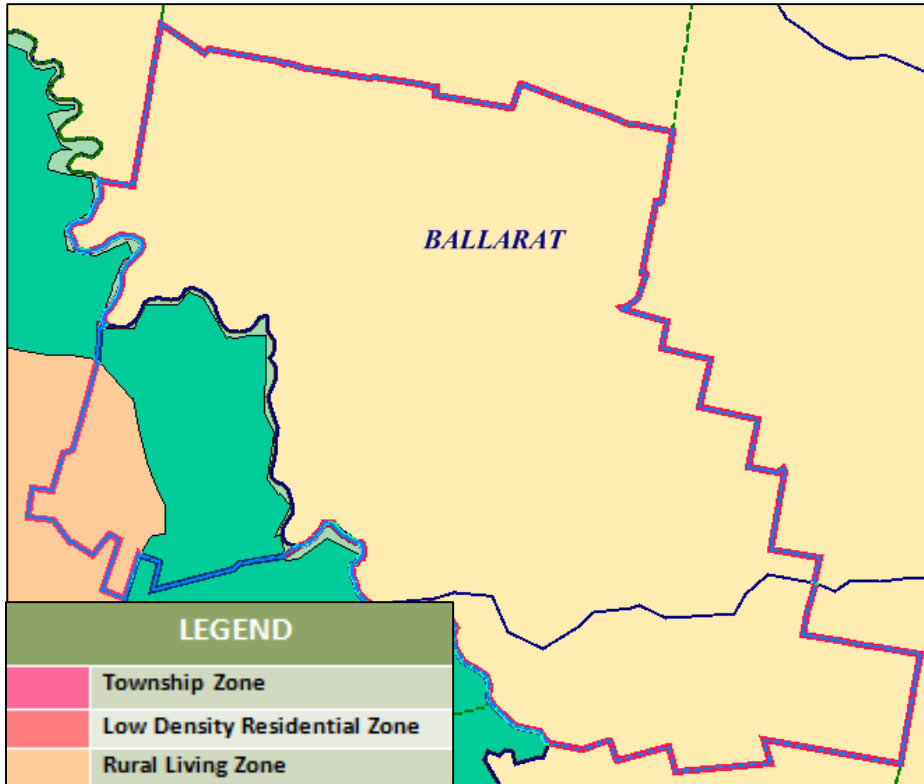 BALLARAT
LEGEND
Township Zone
Low Density Residential Zone
Rural Living Zone